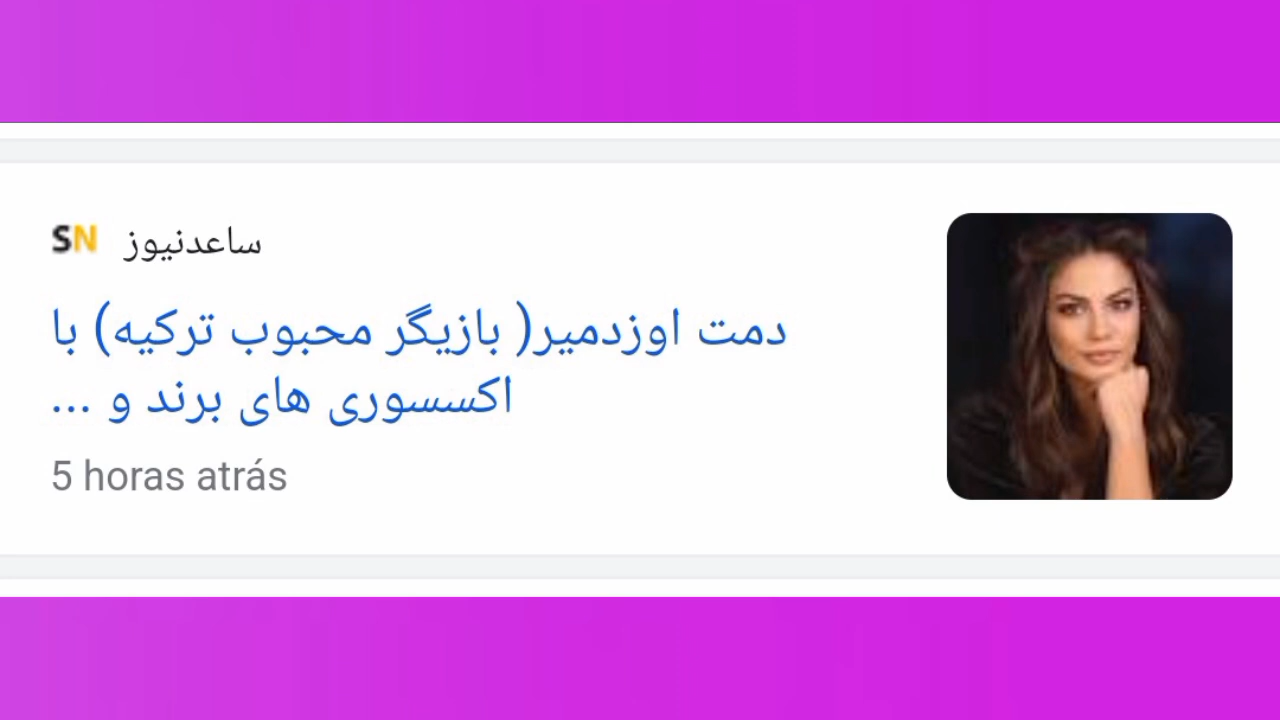 SN ساعدنیوز
دمت اوزدمیر( بازیگر محبوب ترکیه) با
اکسسوری های برند و ...
5 horas atrás